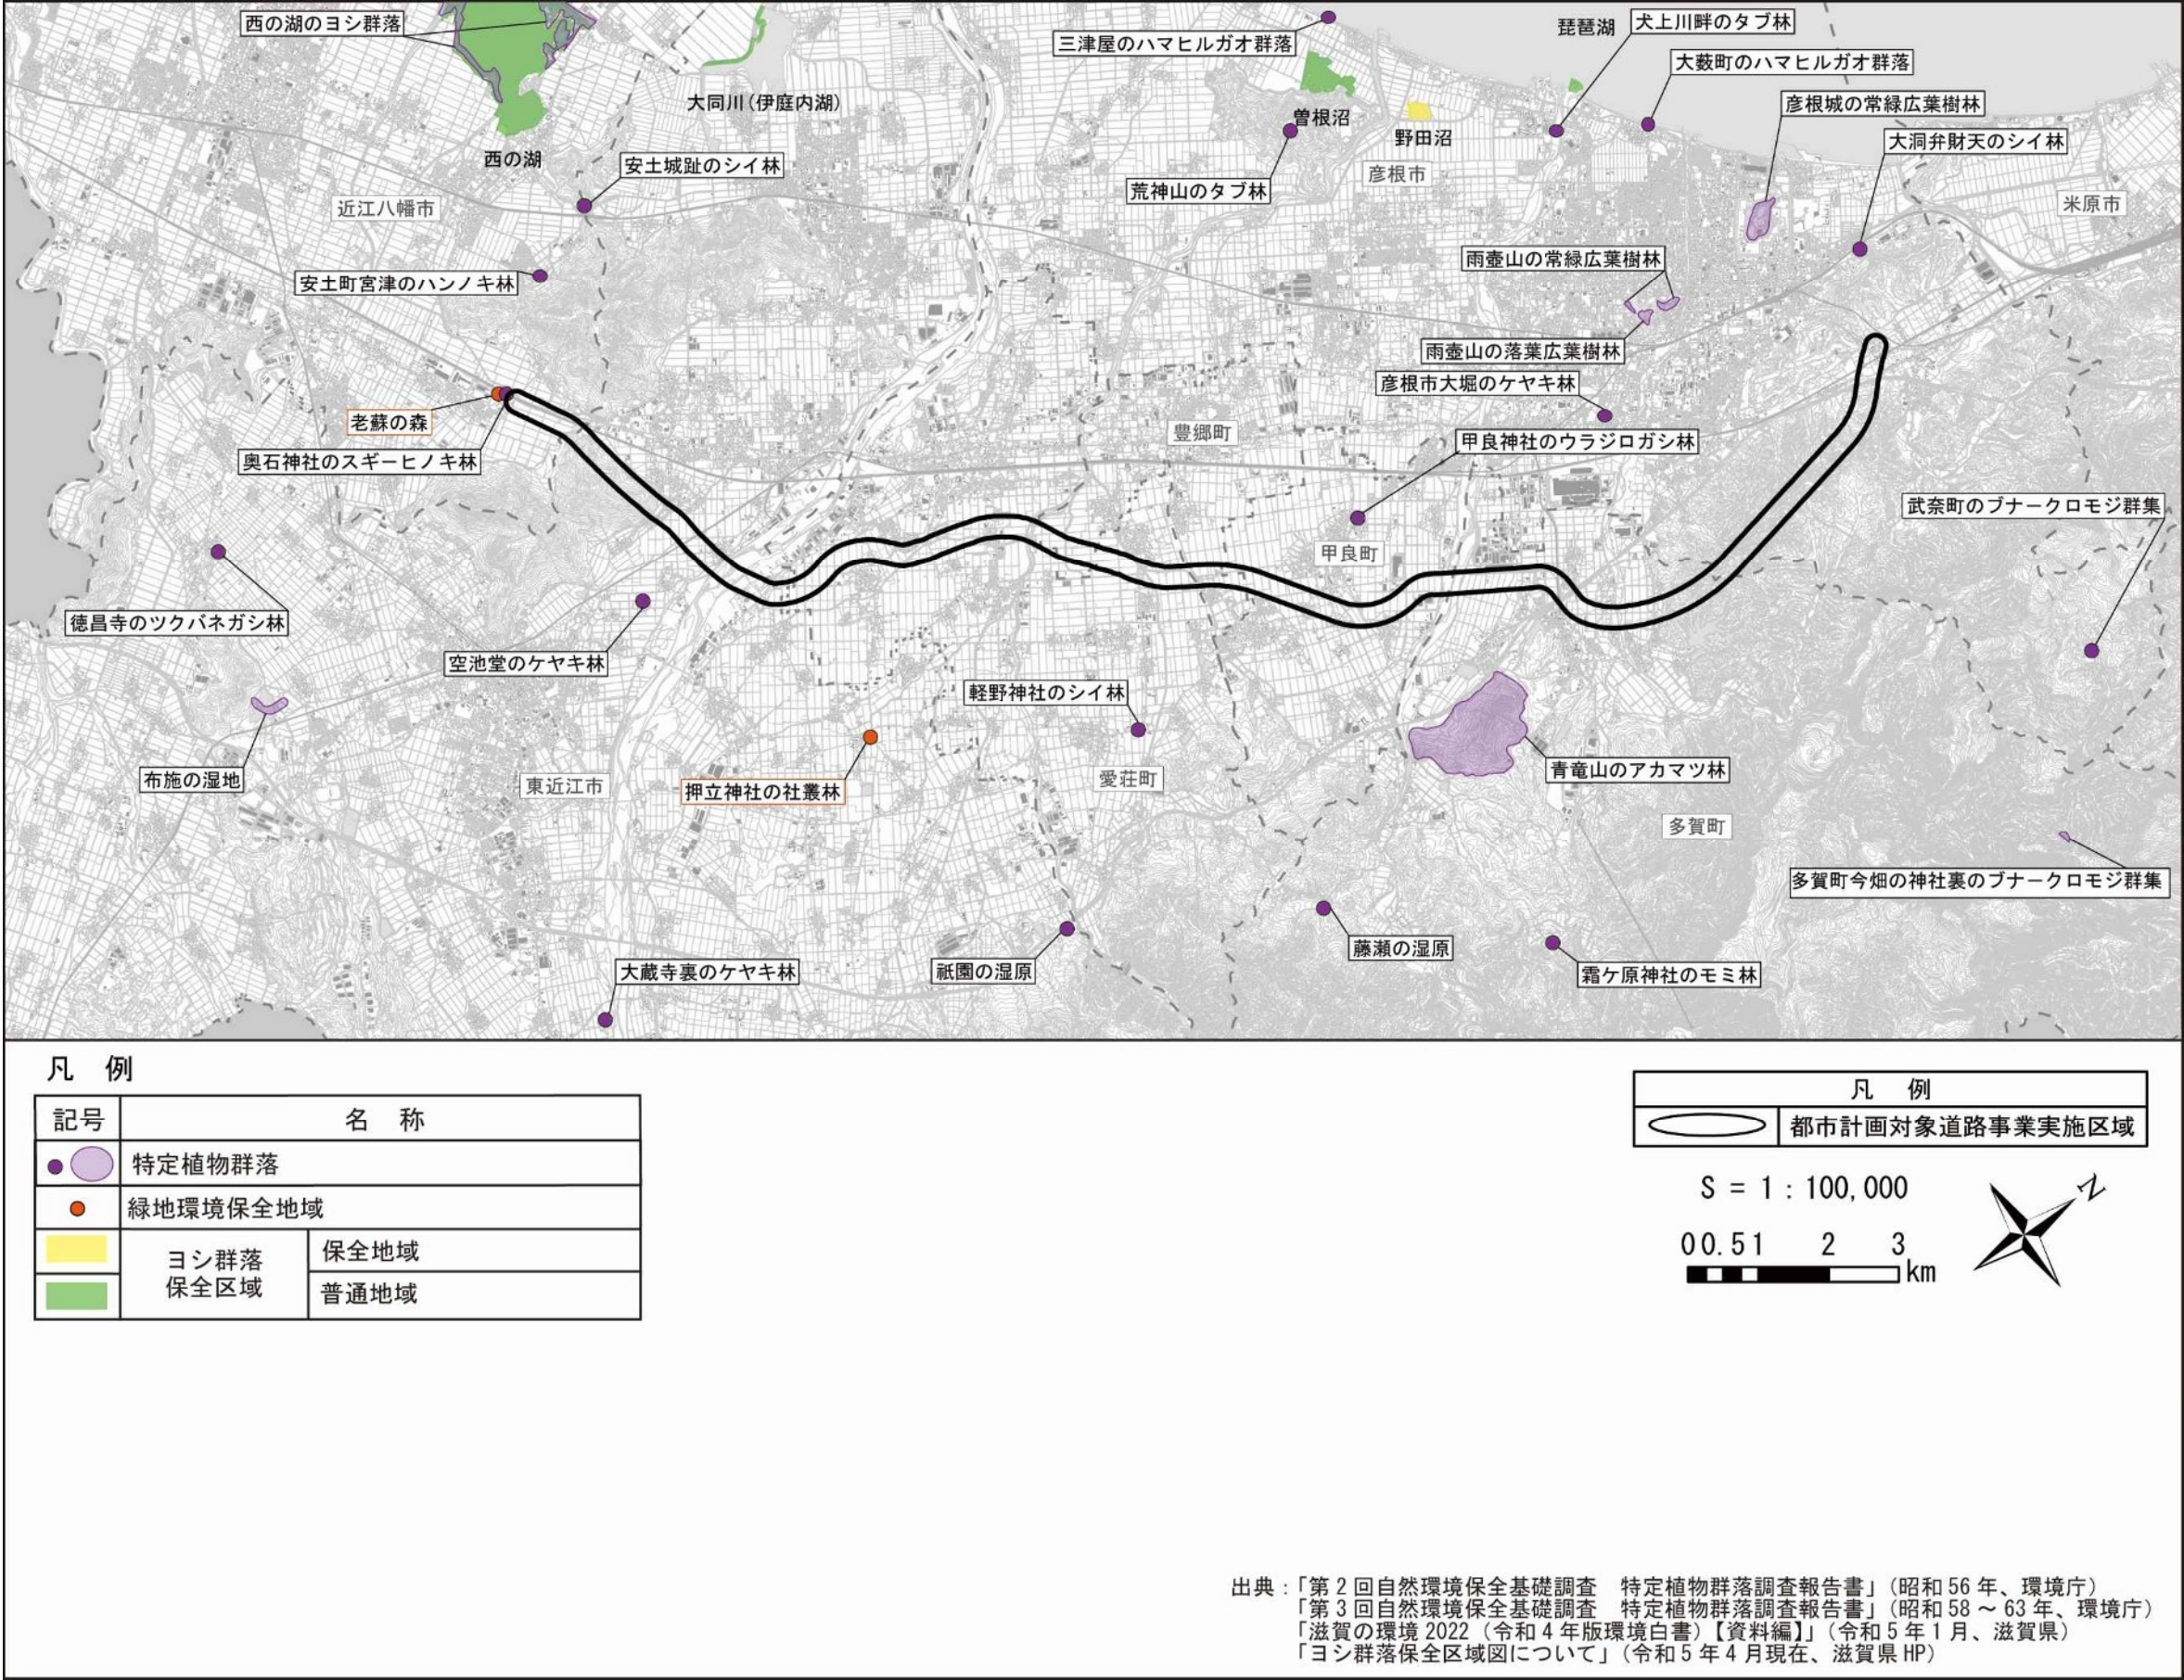 西の湖のヨシ群落
三津屋のハマヒルガオ群落
琵琶湖
犬上川畔のタブ林
大薮町のハマヒルガオ群落
大同川(伊庭内湖)
曽根沼
野田沼
彦根城の常緑広葉樹林
大洞弁財天のシイ林
西の湖
安土城趾のシイ林
彦根市
荒神山のタブ林
近江八幡市
米原市
雨壺山の常緑広葉樹林
安土町宮津のハンノキ林
雨壺山の落葉広葉樹林
彦根市大堀のケヤキ林
老蘇の森
豊郷町
甲良神社のウラジロガシ林
奥石神社のスギーヒノキ林
武奈町のブナークロモジ群集
甲良町
徳昌寺のツクバネガシ林
空池堂のケヤキ林
軽野神社のシイ林
布施の湿地
東近江市
押立神社の社叢林
愛荘町
青竜山のアカマツ林
多賀町
多賀町今畑の神社裏のブナークロモジ群集
藤瀬の湿原
大蔵寺裏のケヤキ林
祇園の湿原
霜ケ原神社のモミ林
凡 例
記号 名 称
特定植物群落
緑地環境保全地域
ヨシ群落
保全区域
保全地域
普通地域
凡 例
都市計画対象道路事業実施区域
S = 1 : 100,000
0 0.5 1 2 3
km
N
出典:「第2回自然環境保全基礎調査 特定植物群落調査報告書」(昭和56年、環境庁)
「第3回自然環境保全基礎調査 特定植物群落調査報告書」(昭和58～63年、環境庁)
「滋賀の環境2022(令和4年版環境白書)【資料編】」(令和5年1月、滋賀県)
「ヨシ群落保全区域図について」(令和5年4月現在、滋賀県HP)